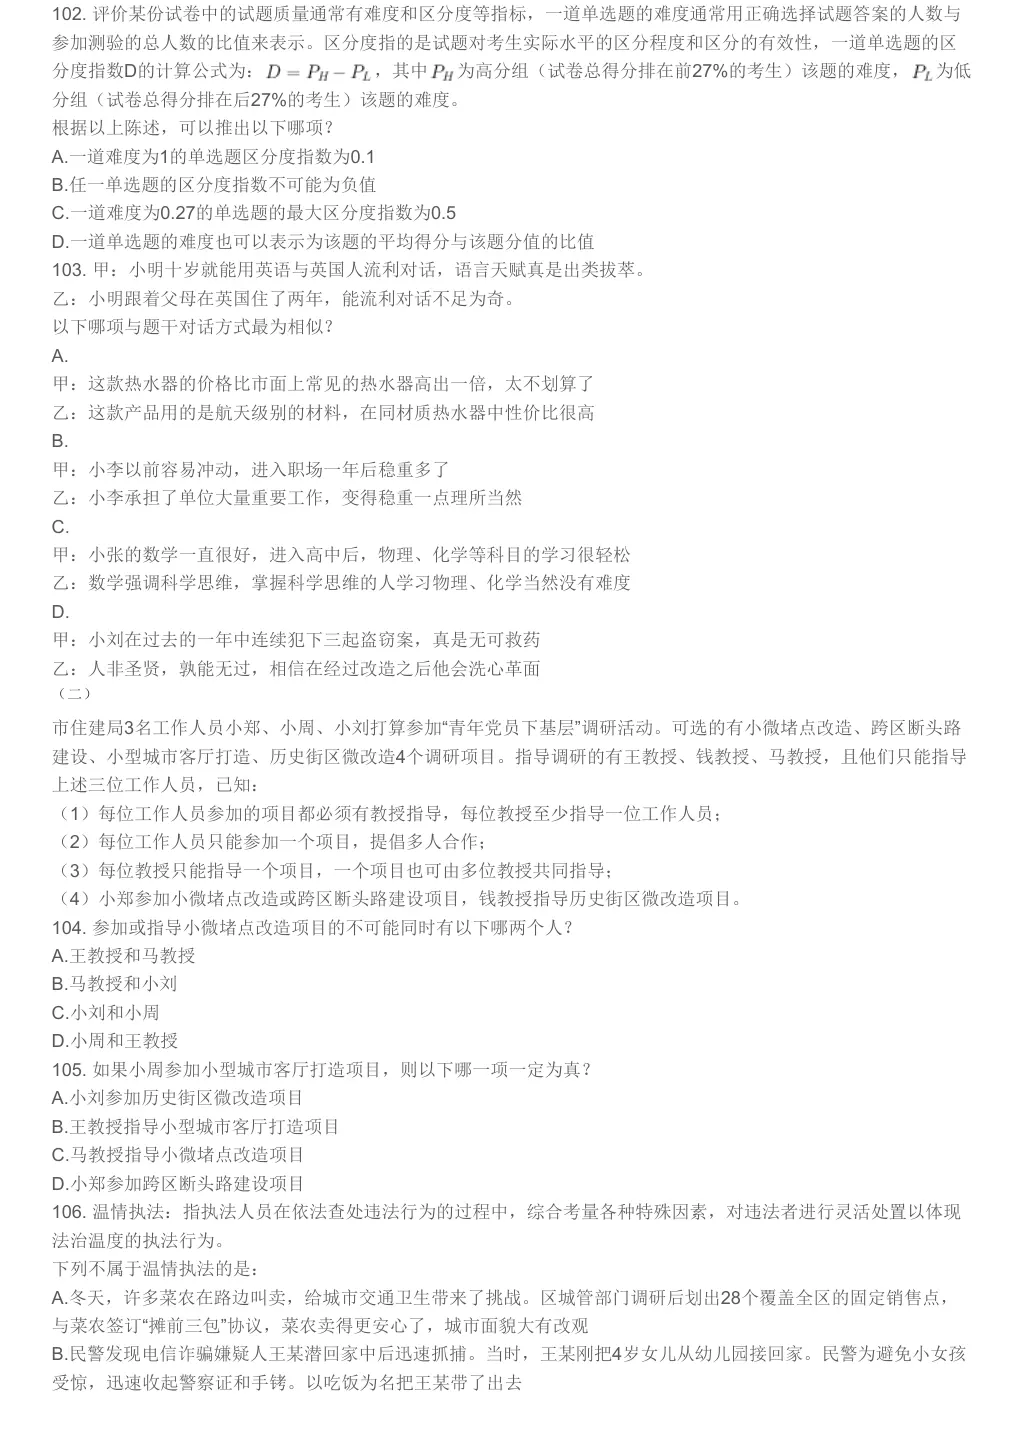 102. 评价某份试卷中的试题质量通常有难度和区分度等指标，一道单选题的难度通常用正确选择试题答案的人数与
参加测验的总人数的比值来表示。区分度指的是试题对考生实际水平的区分程度和区分的有效性，一道单选题的区
分度指数D的计算公式为：D = P_H − P_L，其中P_H为高分组（试卷总得分排在前27%的考生）该题的难度，P_L为低
分组（试卷总得分排在后27%的考生）该题的难度。
根据以上陈述，可以推出以下哪项？
A.一道难度为1的单选题区分度指数为0.1
B.任一单选题的区分度指数不可能为负值
C.一道难度为0.27的单选题的最大区分度指数为0.5
D.一道单选题的难度也可以表示为该题的平均得分与该题分值的比值
103. 甲：小明十岁就能用英语与英国人流利对话，语言天赋真是出类拔萃。
乙：小明跟着父母在英国住了两年，能流利对话不足为奇。
以下哪项与题干对话方式最为相似？
A.
甲：这款热水器的价格比市面上常见的热水器高出一倍，太不划算了
乙：这款产品用的是航天级别的材料，在同材质热水器中性价比很高
B.
甲：小李以前容易冲动，进入职场一年后稳重多了
乙：小李承担了单位大量重要工作，变得稳重一点理所当然
C.
甲：小张的数学一直很好，进入高中后，物理、化学等科目的学习很轻松
乙：数学强调科学思维，掌握科学思维的人学习物理、化学当然没有难度
D.
甲：小刘在过去的一年中连续犯下三起盗窃案，真是无可救药
乙：人非圣贤，孰能无过，相信在经过改造之后他会洗心革面
（二）
市住建局3名工作人员小郑、小周、小刘打算参加“青年党员下基层”调研活动。可选的有小微堵点改造、跨区断头路
建设、小型城市客厅打造、历史街区微改造4个调研项目。指导调研的有王教授、钱教授、马教授，且他们只能指导
上述三位工作人员，已知：
（1）每位工作人员参加的项目都必须有教授指导，每位教授至少指导一位工作人员；
（2）每位工作人员只能参加一个项目，提倡多人合作；
（3）每位教授只能指导一个项目，一个项目也可由多位教授共同指导；
（4）小郑参加小微堵点改造或跨区断头路建设项目，钱教授指导历史街区微改造项目。
104. 参加或指导小微堵点改造项目的不可能同时有以下哪两个人？
A.王教授和马教授
B.马教授和小刘
C.小刘和小周
D.小周和王教授
105. 如果小周参加小型城市客厅打造项目，则以下哪一项一定为真？
A.小刘参加历史街区微改造项目
B.王教授指导小型城市客厅打造项目
C.马教授指导小微堵点改造项目
D.小郑参加跨区断头路建设项目
106. 温情执法：指执法人员在依法查处违法行为的过程中，综合考量各种特殊因素，对违法者进行灵活处置以体现
法治温度的执法行为。
下列不属于温情执法的是：
A.冬天，许多菜农在路边叫卖，给城市交通卫生带来了挑战。区城管部门调研后划出28个覆盖全区的固定销售点，
与菜农签订“摊前三包”协议，菜农卖得更安心了，城市面貌大有改观
B.民警发现电信诈骗嫌疑人王某潜回家中后迅速抓捕。当时，王某刚把4岁女儿从幼儿园接回家。民警为避免小女孩
受惊，迅速收起警察证和手铐。以吃饭为名把王某带了出去